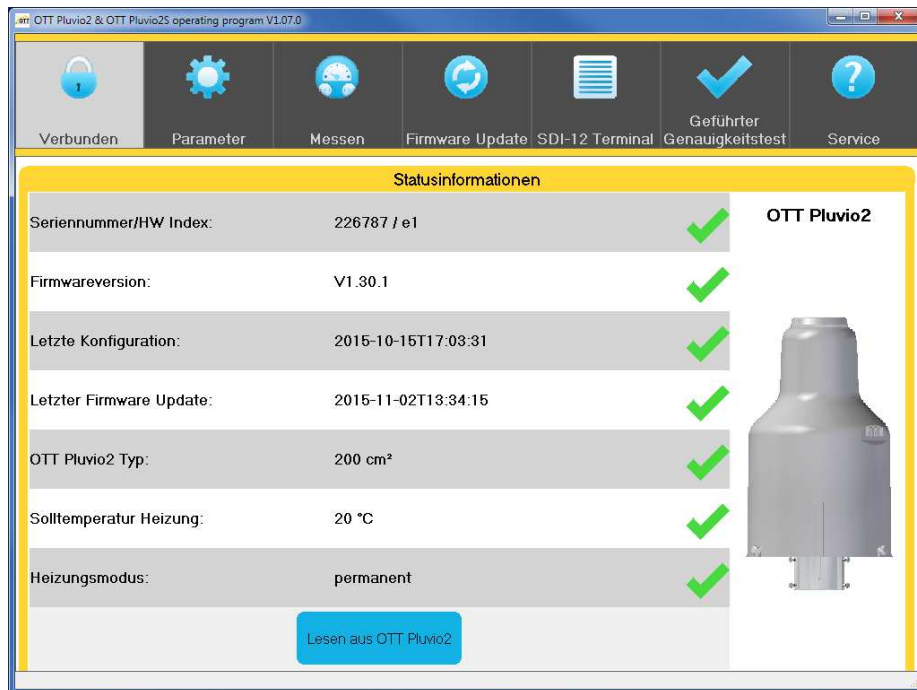 OTT OTT Pluvio2 & OTT Pluvio2S operating program V1.07.0
Verbunden
Parameter
Messen
Firmware Update
SDI-12 Terminal
Geführter
Genauigkeitstest
Service
Statusinformationen
Seriennummer/HW Index: 226787 / e1
OTT Pluvio2
Firmwareversion: V1.30.1
Letzte Konfiguration: 2015-10-15T17:03:31
Letzter Firmware Update: 2015-11-02T13:34:15
OTT Pluvio2 Typ: 200 cm²
Solltemperatur Heizung: 20 °C
Heizungsmodus: permanent
Lesen aus OTT Pluvio2